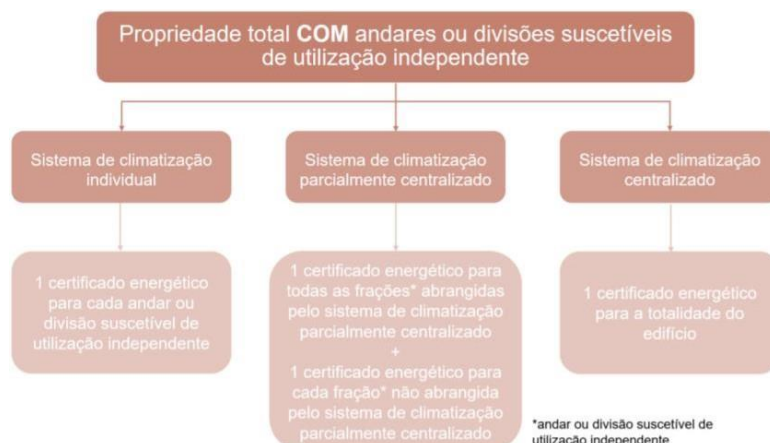 Propriedade total COM andares ou divisões suscetíveis
de utilização independente
Sistema de climatização
individual
Sistema de climatização
parcialmente centralizado
Sistema de climatização
centralizado
1 certificado energético
para cada andar ou
divisão suscetível de
utilização independente
1 certificado energético para
todas as frações* abrangidas
pelo sistema de climatização
parcialmente centralizado
+
1 certificado energético para
cada fração* não abrangida
pelo sistema de climatização
parcialmente centralizado
1 certificado energético
para a totalidade do
edifício
*andar ou divisão suscetível de
utilização independente